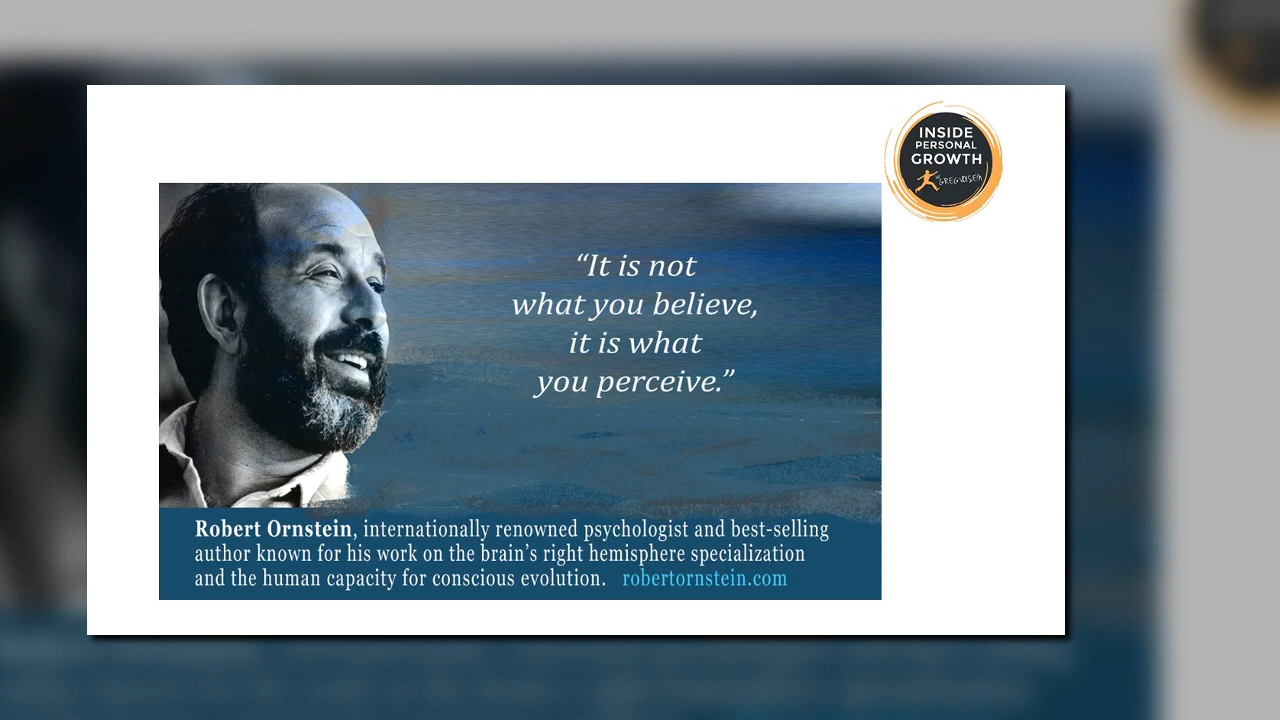 INSIDE
PERSONAL
GROWTH
GREG VOISEN
“It is not
what you believe,
it is what
you perceive.”
Robert Ornstein, internationally renowned psychologist and best-selling
author known for his work on the brain’s right hemisphere specialization
and the human capacity for conscious evolution. robertornstein.com